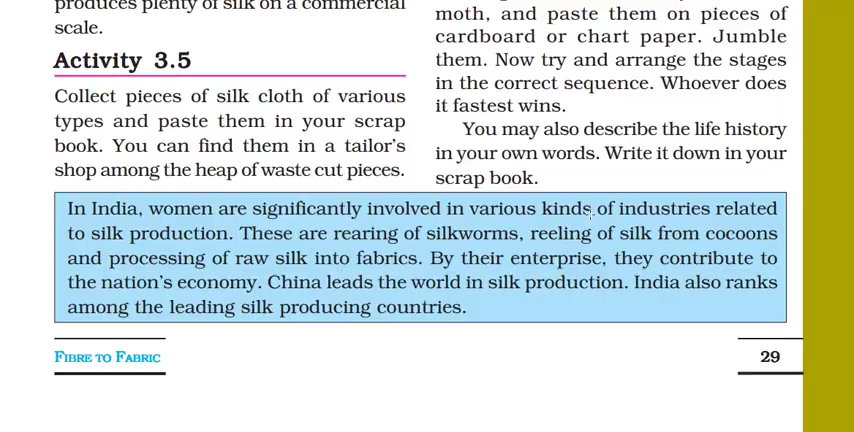 produces plenty of silk on a commercial
scale.
Activity 3.5
Collect pieces of silk cloth of various
types and paste them in your scrap
book. You can find them in a tailor's
shop among the heap of waste cut pieces.
moth, and paste them on pieces of
cardboard or chart paper. Jumble
them. Now try and arrange the stages
in the correct sequence. Whoever does
it fastest wins.
You may also describe the life history
in your own words. Write it down in your
scrap book.
In India, women are significantly involved in various kinds of industries related
to silk production. These are rearing of silkworms, reeling of silk from cocoons
and processing of raw silk into fabrics. By their enterprise, they contribute to
the nation's economy. China leads the world in silk production. India also ranks
among the leading silk producing countries.
FIBRE TO FABRIC
29